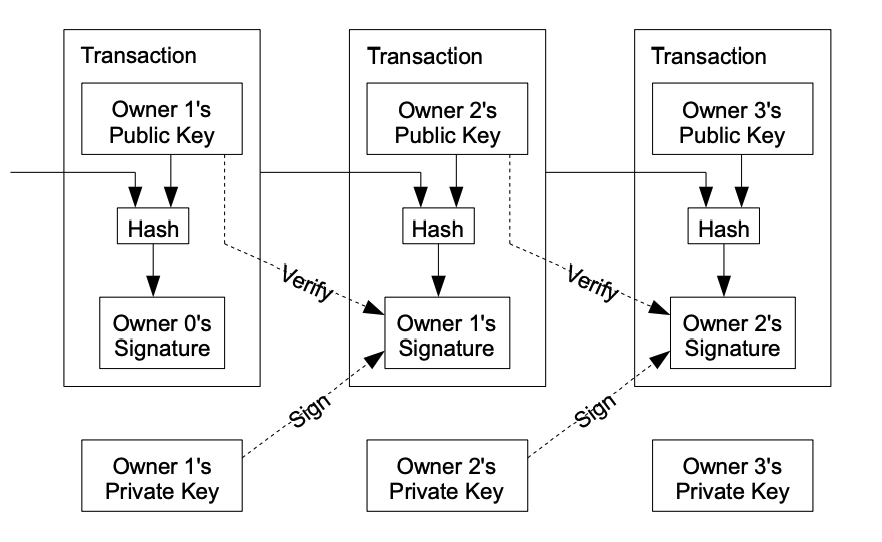 Transaction
Owner 1's
Public Key
Hash
Owner 0's
Signature
Transaction
Owner 2's
Public Key
Hash
Verify
Owner 1's
Signature
Transaction
Owner 3's
Public Key
Hash
Verify
Owner 2's
Signature
Sign
Sign
Owner 1's
Private Key
Owner 2's
Private Key
Owner 3's
Private Key